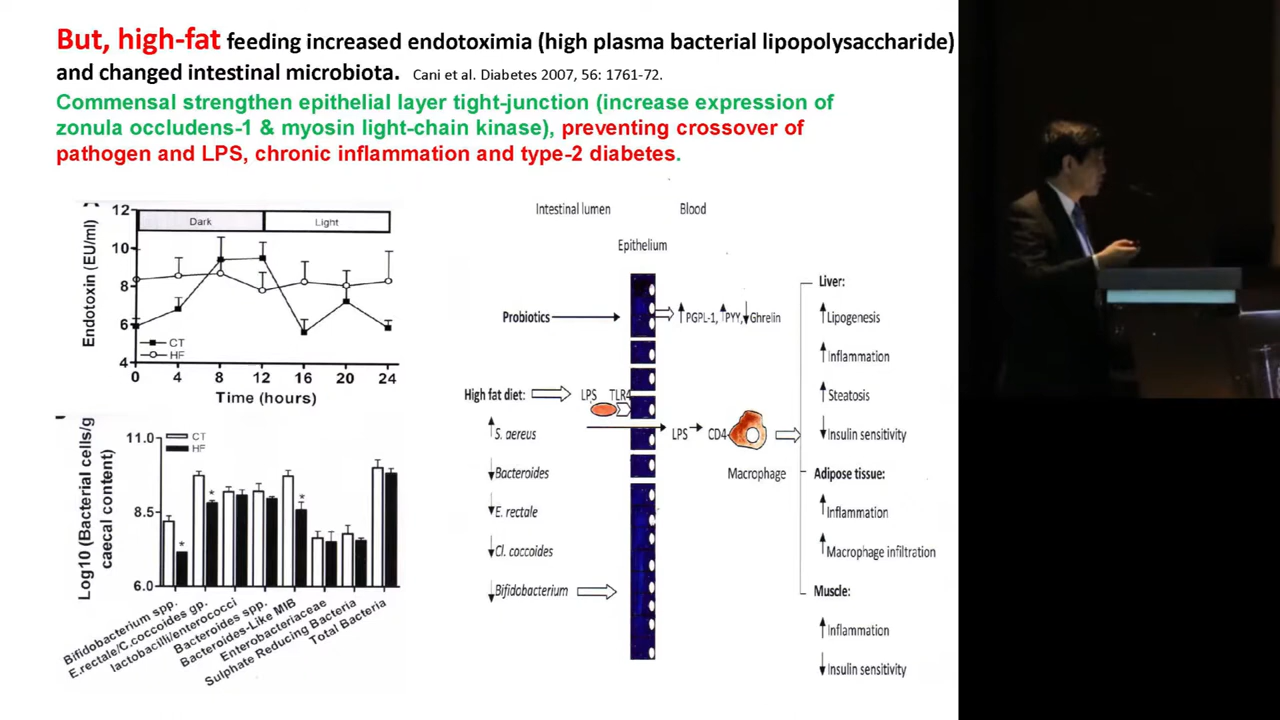 But, high-fat feeding increased endotoximia (high plasma bacterial lipopolysaccharide)
and changed intestinal microbiota. Cani et al. Diabetes 2007, 56: 1761-72.
Commensal strengthen epithelial layer tight-junction (increase expression of
zonula occludens-1 & myosin light-chain kinase), preventing crossover of
pathogen and LPS, chronic inflammation and type-2 diabetes.
A
Endotoxin (EU/ml)
12
10
8
6
4
Dark
Light
CT
HF
0 4 8 12 16 20 24
Time (hours)
Log10 (Bacterial cells/g
caecal content)
11.0
8.5
6.0
CT
HF
*
*
*
Bifidobacterium spp.
E.rectale/C.coccoides gp.
lactobacilli/enterococci
Bacteroides spp.
Bacteroides-Like MIB
Enterobacteriaceae
Sulphate Reducing Bacteria
Total Bacteria
Intestinal lumen
Blood
Epithelium
Probiotics
↑PGPL-1, ↑PYY,↓Ghrelin
High fat diet:
LPS TLR4
↑S. aereus
↓Bacteroides
↓E. rectale
↓Cl. coccoides
↓Bifidobacterium
LPS
CD4
Macrophage
Liver:
↑Lipogenesis
↑Inflammation
↑Steatosis
↓Insulin sensitivity
Adipose tissue:
↑Inflammation
↑Macrophage infiltration
Muscle:
↑Inflammation
↓Insulin sensitivity